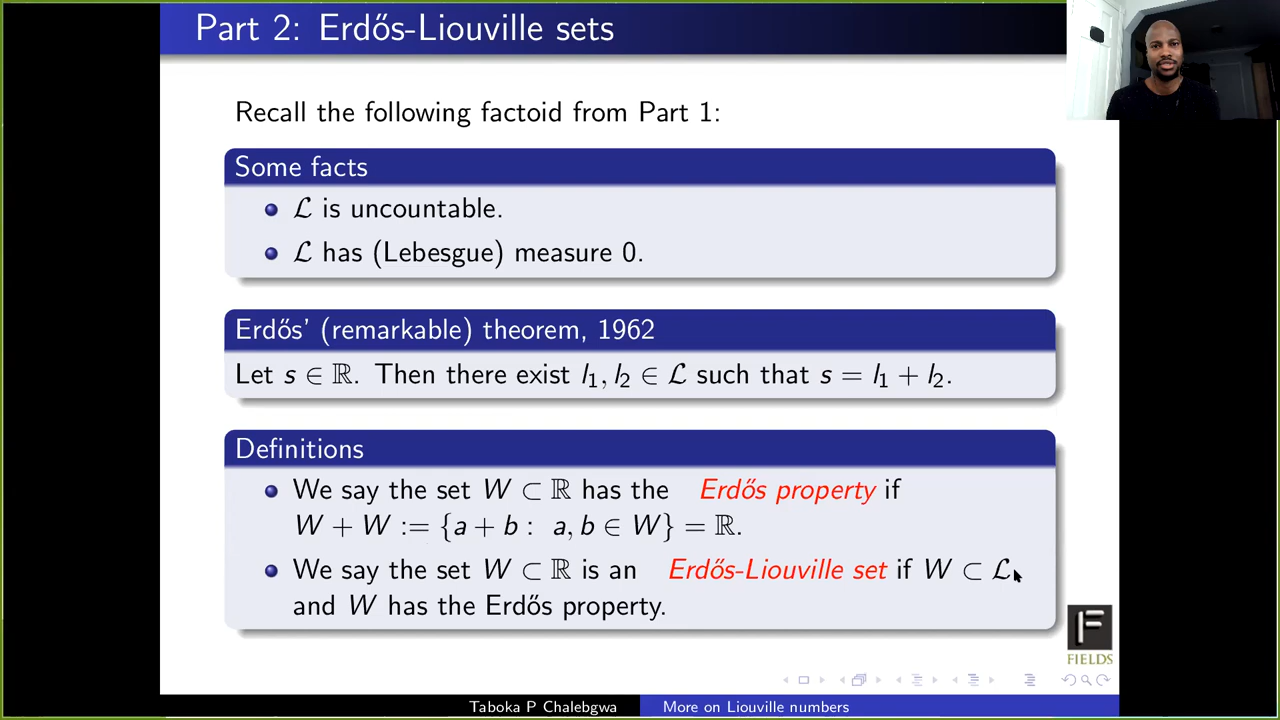 Part 2: Erdős-Liouville sets
Recall the following factoid from Part 1:
Some facts
ℒ is uncountable.
ℒ has (Lebesgue) measure 0.
Erdős' (remarkable) theorem, 1962
Let s ∈ ℝ. Then there exist l₁, l₂ ∈ ℒ such that s = l₁ + l₂.
Definitions
We say the set W ⊂ ℝ has the Erdős property if
W + W := {a + b : a, b ∈ W} = ℝ.
We say the set W ⊂ ℝ is an Erdős-Liouville set if W ⊂ ℒ
and W has the Erdős property.
F
FIELDS
Taboka P Chalebgwa
More on Liouville numbers